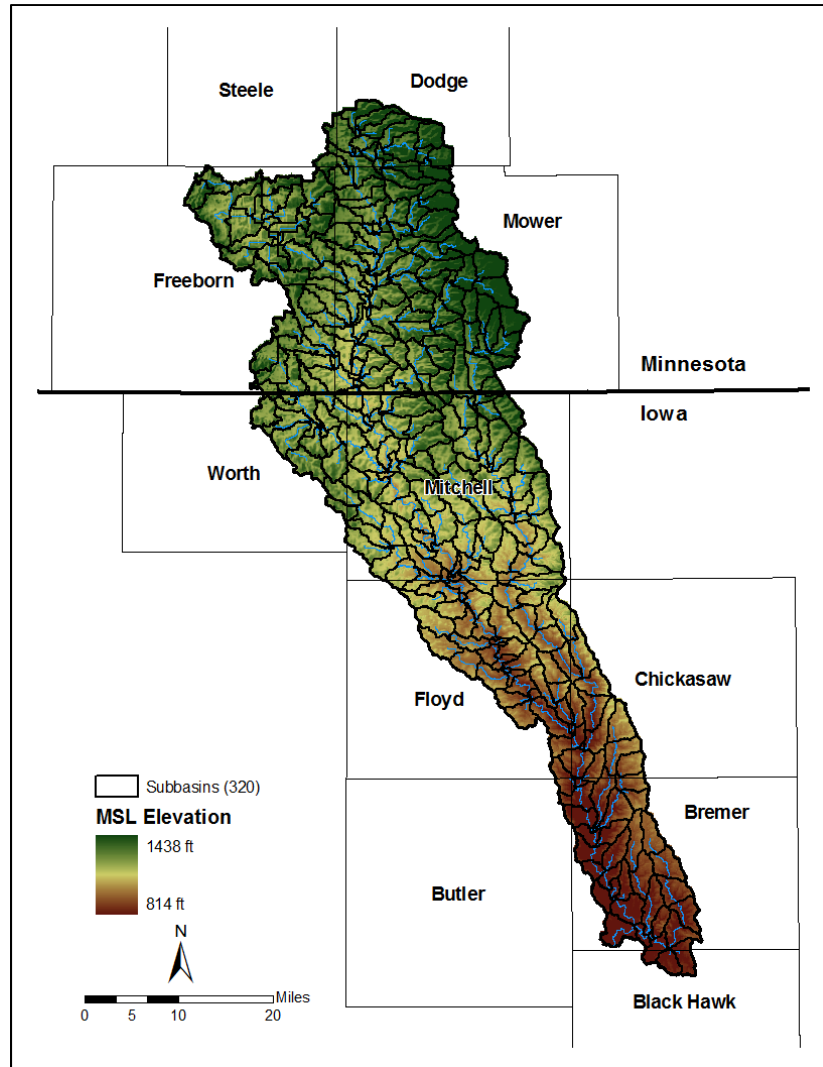 Steele
Dodge
Mower
Freeborn
Minnesota
Iowa
Worth
Mitchell
Chickasaw
Floyd
Subbasins (320)
MSL Elevation
1438 ft
814 ft
Bremer
Butler
N
Miles
0 5 10 20
Black Hawk